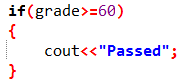 if(grade>=60)
{
    cout<<"Passed";
}